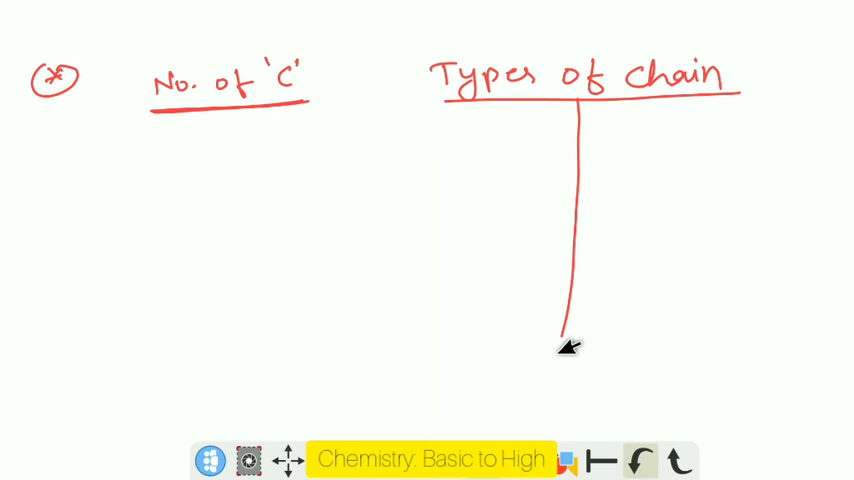 * No. of 'C' Types of chain
Chemistry: Basic to High